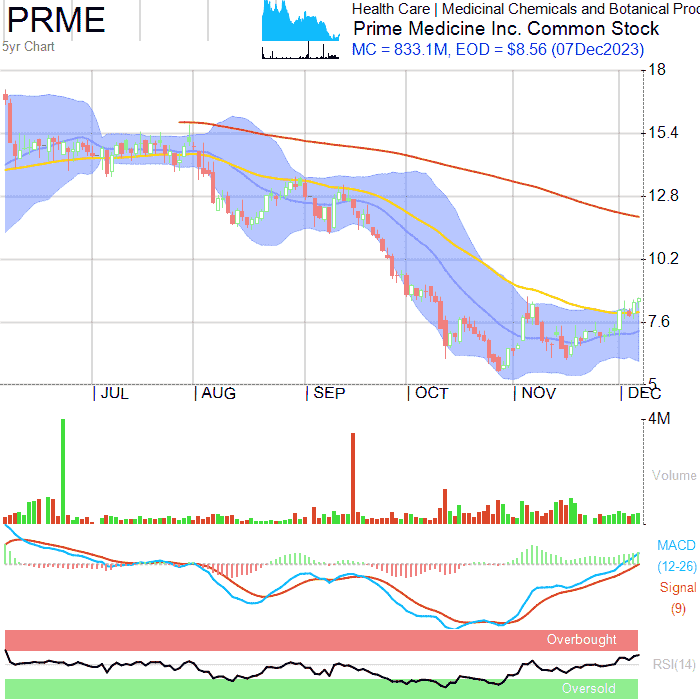 PRME
5yr Chart
Health Care | Medicinal Chemicals and Botanical Pro
Prime Medicine Inc. Common Stock
MC = 833.1M, EOD = $8.56 (07Dec2023)
18
15.4
12.8
10.2
7.6
5
JUL AUG SEP OCT NOV DEC
4M
Volume
MACD
(12-26)
Signal
(9)
Overbought
RSI(14)
Oversold